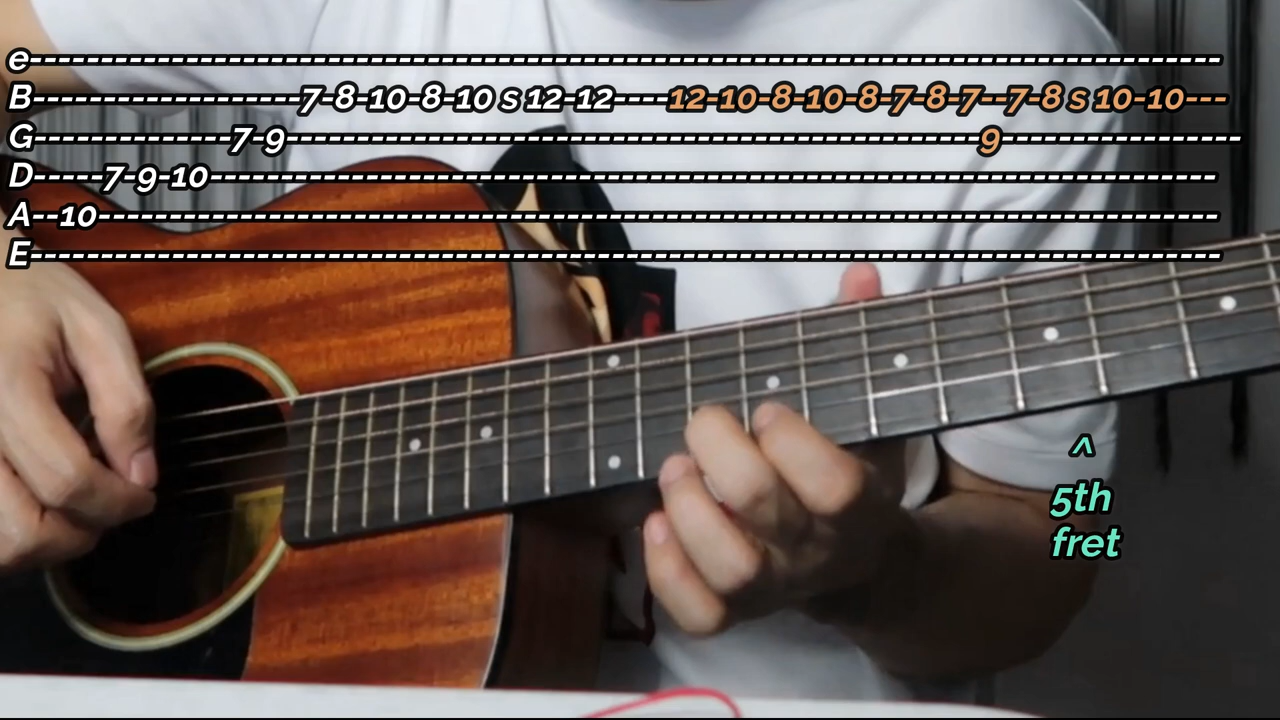 e-----------------------------------------------------------------------
B-----------------7-8-10-8-10 s 12-12----12-10-8-10-8-7-8-7--7-8 s 10-10---
G-------------7-9------------------------------------------9---------------
D-----7-9-10-----------------------------------------------------------
A--10------------------------------------------------------------------
E-----------------------------------------------------------------------
^
5th
fret